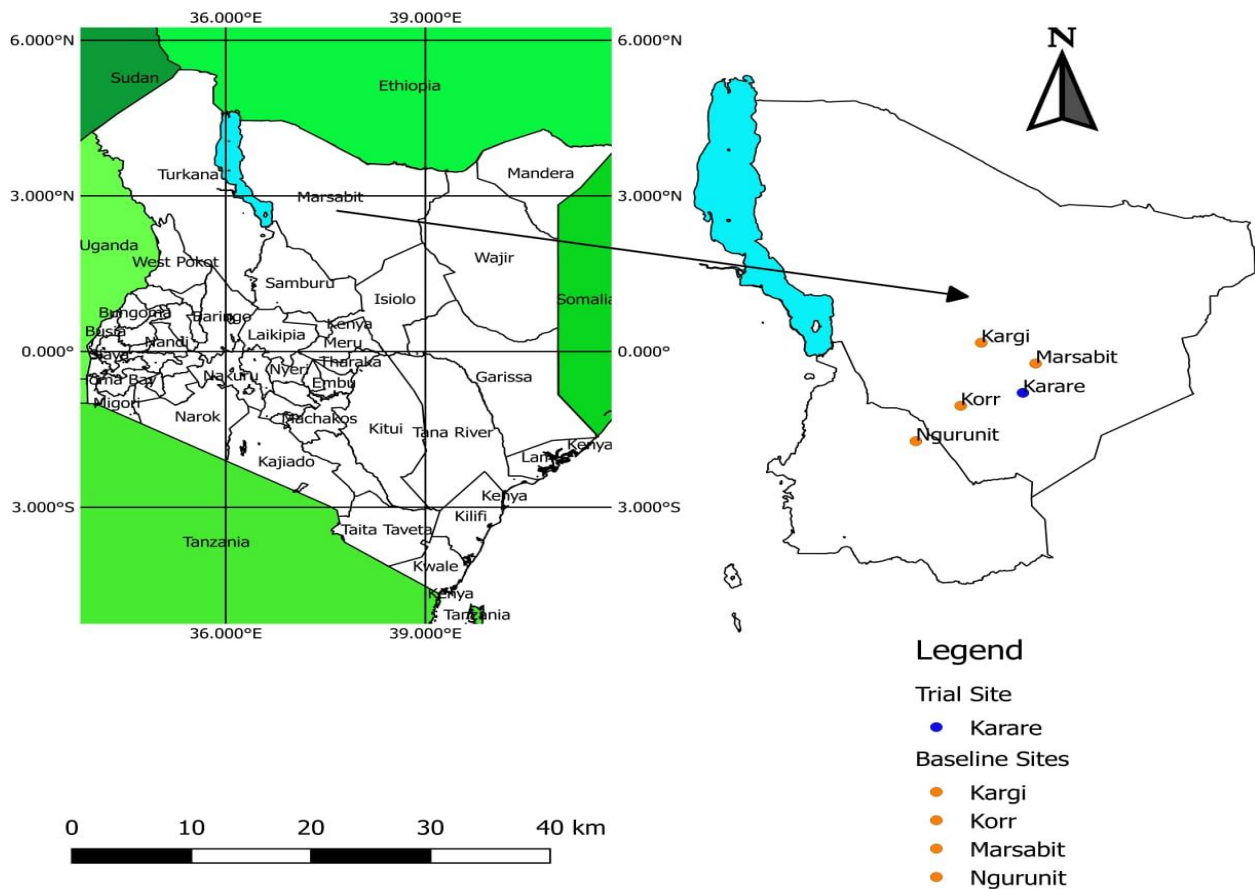 36.000°E
39.000°E
6.000°N
6.000°N
N
Sudan
Ethiopia
Turkana
Mandera
3.000°N
Marsabit
3.000°N
Uganda
Wajir
West Pokot
Samburu
Isiolo
Somalia
Bungoma
Baringo
Kenya
Busia
Laikipia
Nandi
Meru
Kargi
0.000°
0.000°
Siaya
Tharaka
Marsabit
Nyeri
Garissa
Nakuru
Homa Bay
Embu
Karare
Migori
Korr
Narok
Machakos
Kitui
Tana River
Ngurunit
Kenya
Kajiado
Lamu
3.000°S
Kenya
3.000°S
Kilifi
Taita Taveta
Tanzania
Kwale
Kenya
Tanzania
36.000°E
39.000°E
Legend
Trial Site
Karare
Baseline Sites
Kargi
Korr
Marsabit
Ngurunit
0 10 20 30 40 km